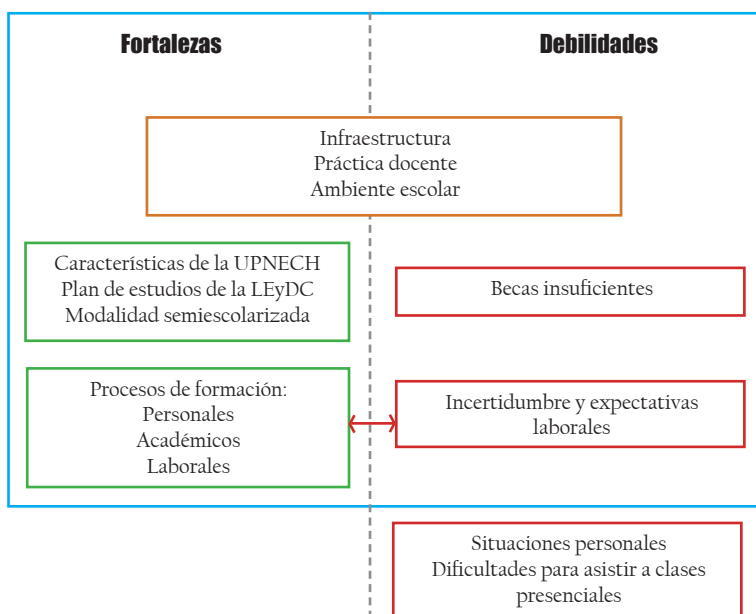 Fortalezas
Debilidades
Infraestructura
Práctica docente
Ambiente escolar
Características de la UPNECH
Plan de estudios de la LEyDC
Modalidad semiescolarizada
Becas insuficientes
Procesos de formación:
Personales
Académicos
Laborales
Incertidumbre y expectativas
laborales
Situaciones personales
Dificultades para asistir a clases
presenciales